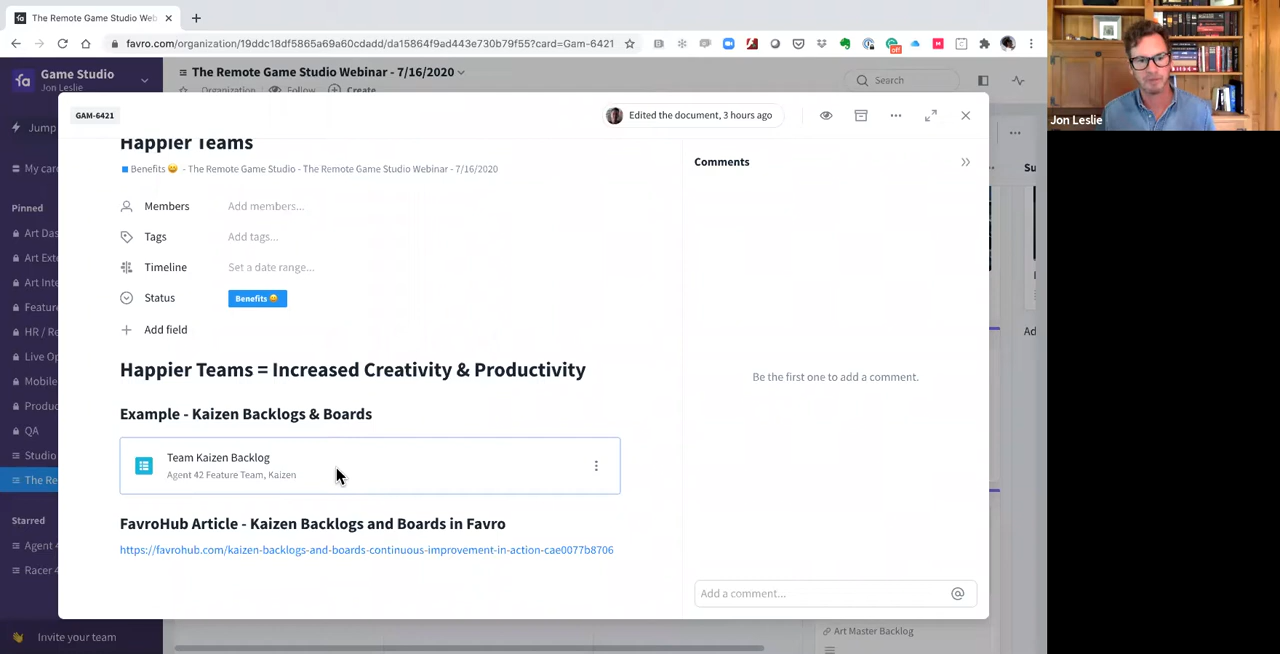 The Remote Game Studio Web
favro.com/organization/19ddc18df5865a69a60cdadd/da15864f9ad443e730b79f55?card=Gam-6421
off
fa
Game Studio
Jon Leslie
The Remote Game Studio Webinar - 7/16/2020
Organization
Follow
Create
Search
Jon Leslie
GAM-6421
Edited the document, 3 hours ago
Jump
My car
Pinned
Art Das
Art Exte
Art Inte
Feature
HR / Re
Live Op
Mobile
Produc
QA
Studio
The Re
Starred
Agent 4
Racer 4
Invite your team
Happier Teams
Benefits 😀 - The Remote Game Studio - The Remote Game Studio Webinar - 7/16/2020
Members
Add members...
Tags
Add tags...
Timeline
Set a date range...
Status
Benefits 😀
Add field
Happier Teams = Increased Creativity & Productivity
Example - Kaizen Backlogs & Boards
Team Kaizen Backlog
Agent 42 Feature Team, Kaizen
FavroHub Article - Kaizen Backlogs and Boards in Favro
https://favrohub.com/kaizen-backlogs-and-boards-continuous-improvement-in-action-cae0077b8706
Comments
Be the first one to add a comment.
Add a comment...
Su
Ad
Art Master Backlog